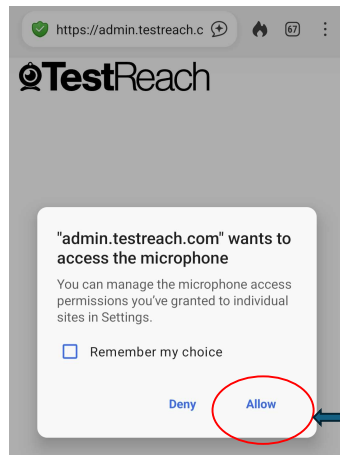 https://admin.testreach.c
67
TestReach
"admin.testreach.com" wants to
access the microphone
You can manage the microphone access
permissions you've granted to individual
sites in Settings.
Remember my choice
Deny Allow